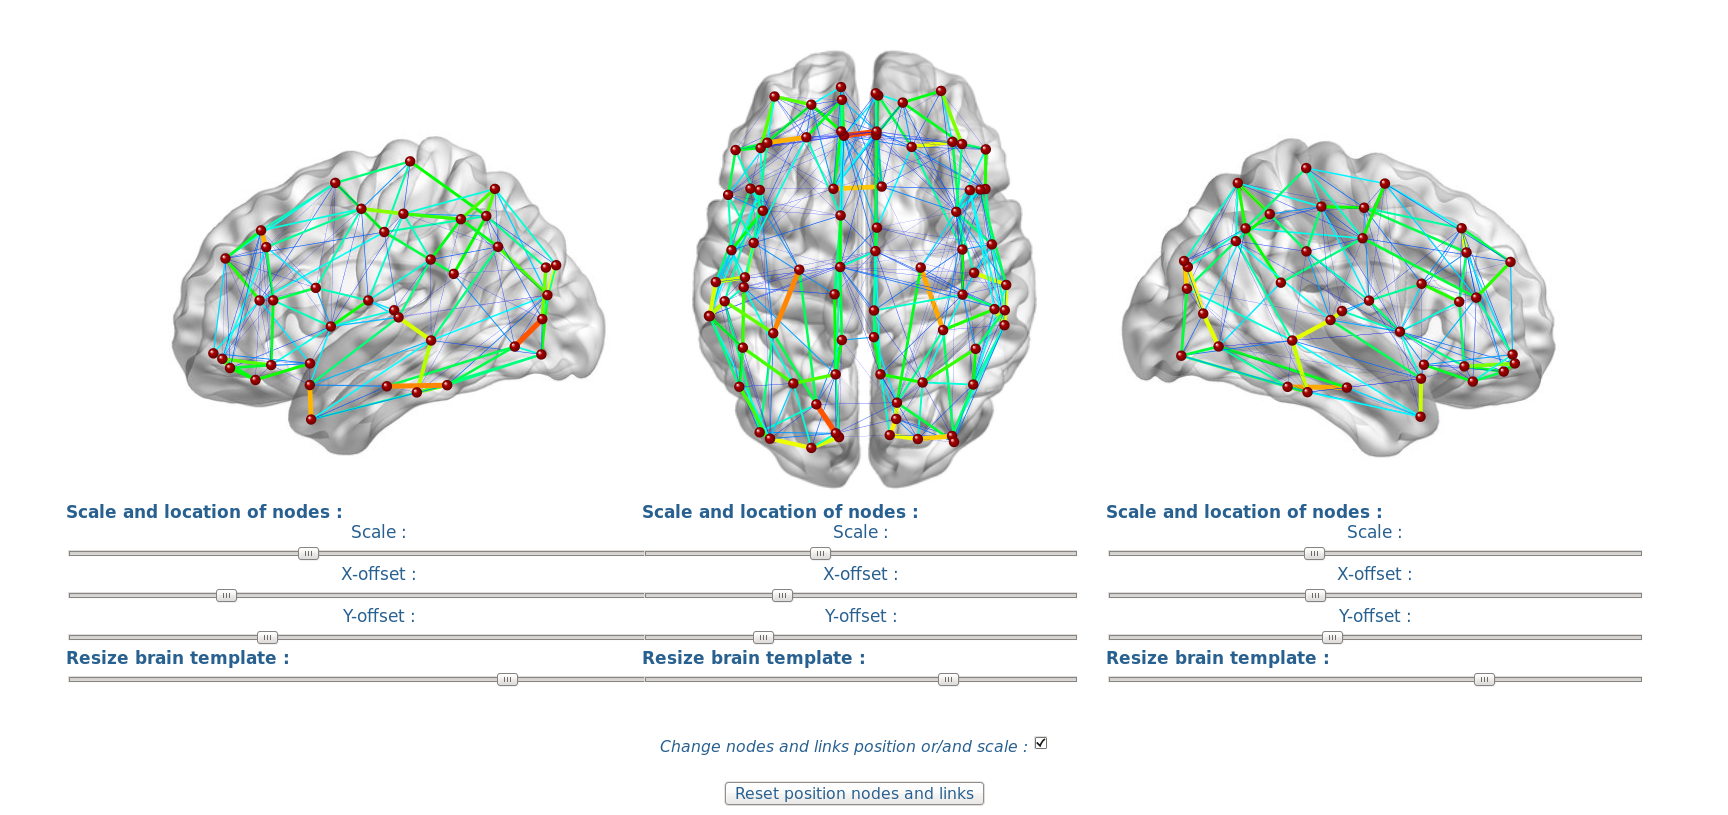 Scale and location of nodes :
Scale :
X-offset :
Y-offset :
Resize brain template :
Scale and location of nodes :
Scale :
X-offset :
Y-offset :
Resize brain template :
Scale and location of nodes :
Scale :
X-offset :
Y-offset :
Resize brain template :
Change nodes and links position or/and scale :
Reset position nodes and links